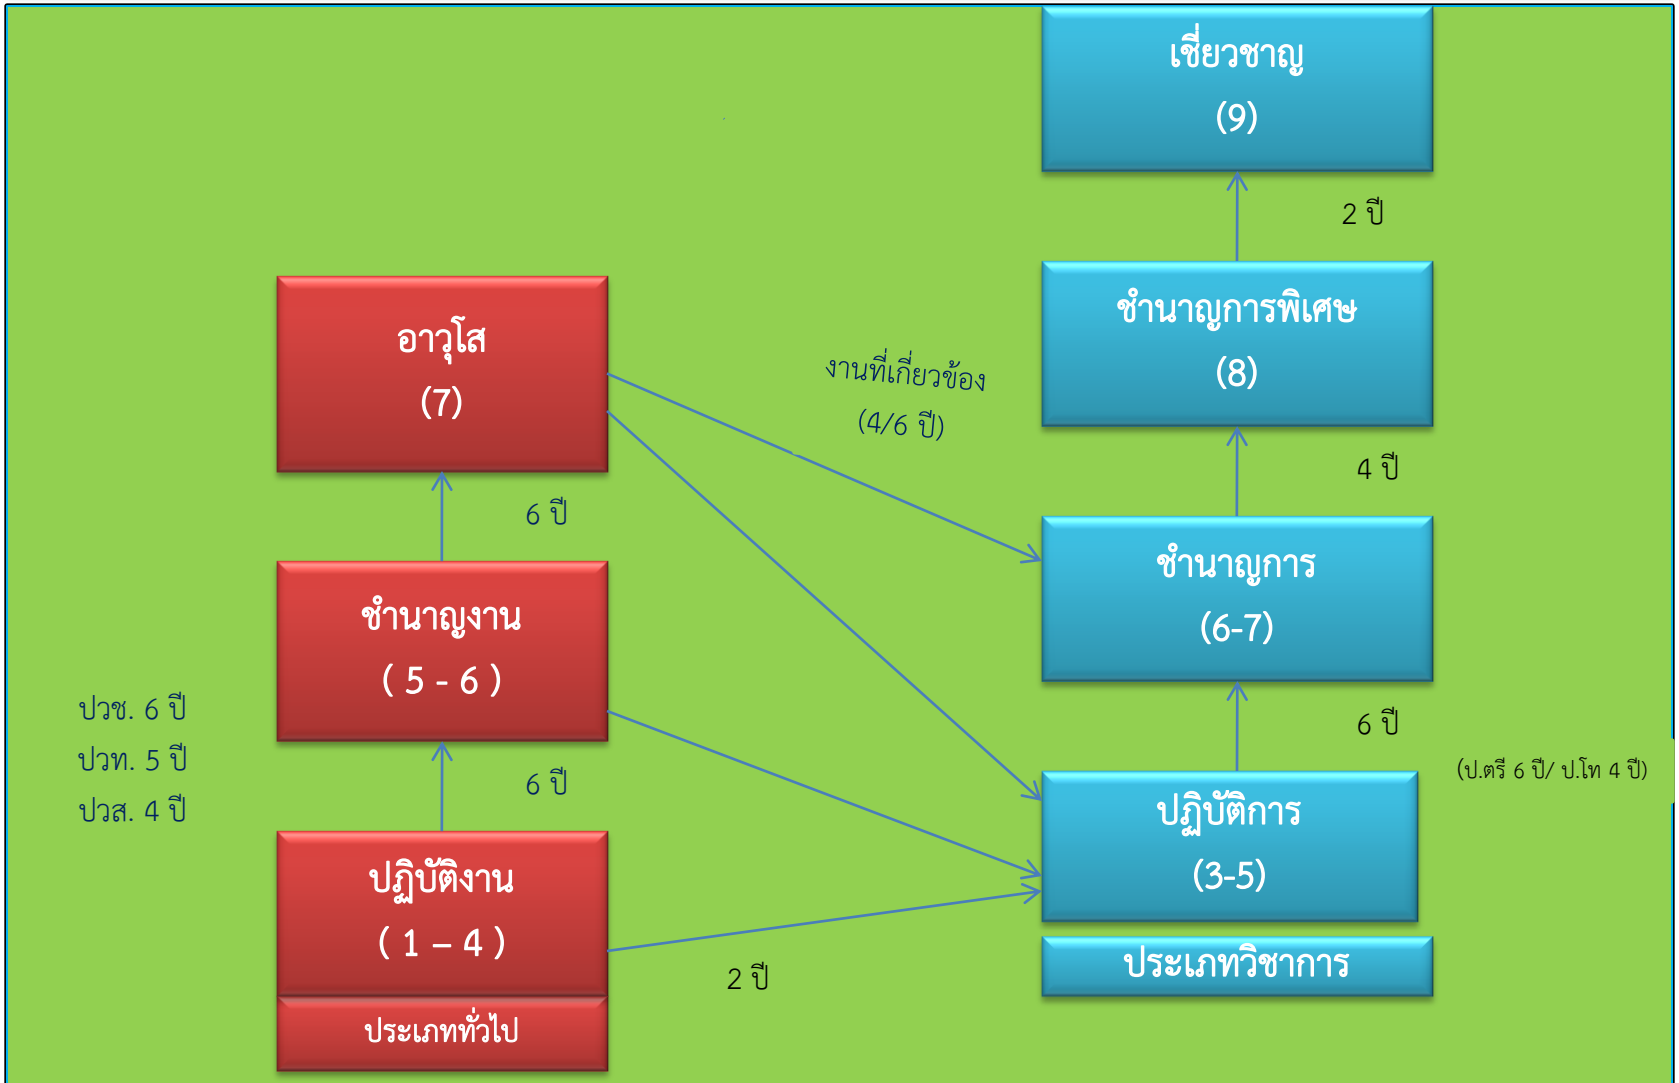 เชี่ยวชาญ
(9)
2 ปี
ชำนาญการพิเศษ
(8)
อาวุโส
(7)
งานที่เกี่ยวข้อง
(4/6 ปี)
4 ปี
6 ปี
ชำนาญการ
(6-7)
ชำนาญงาน
( 5 - 6 )
6 ปี
ปวช. 6 ปี
ปวท. 5 ปี
ปวส. 4 ปี
6 ปี
(ป.ตรี 6 ปี/ ป.โท 4 ปี)
ปฏิบัติการ
(3-5)
ปฏิบัติงาน
( 1 – 4 )
2 ปี
ประเภทวิชาการ
ประเภททั่วไป